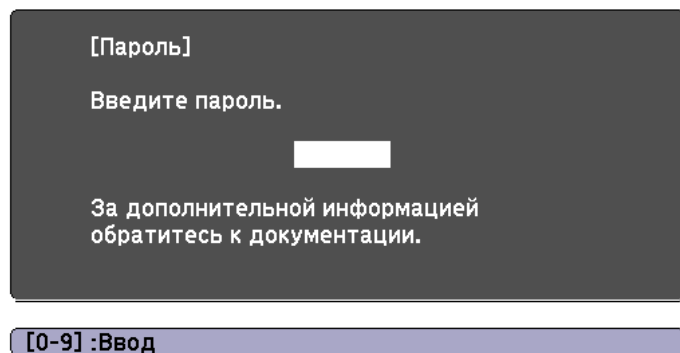 [Пароль]
Введите пароль.
За дополнительной информацией
обратитесь к документации.
[0-9] :Ввод